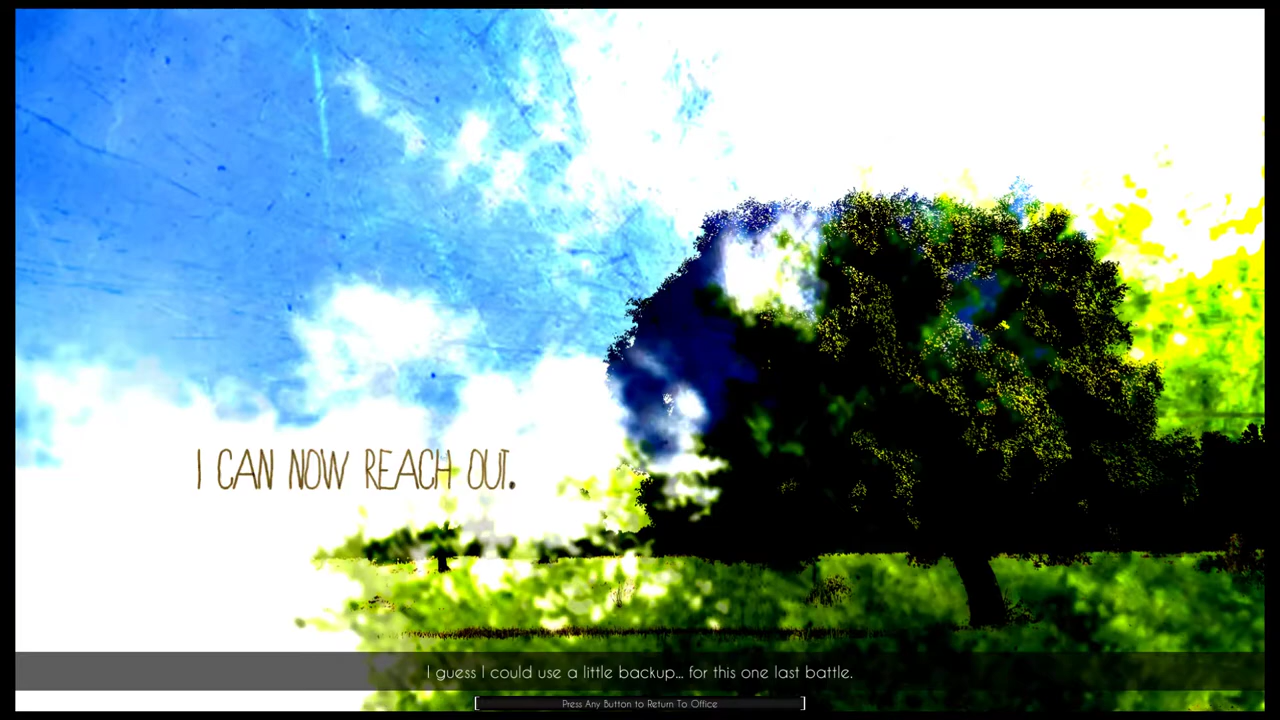 I CAN NOW REACH OUT.
I guess I could use a little backup... for this one last battle.
[ Press Any Button to Return To Office ]